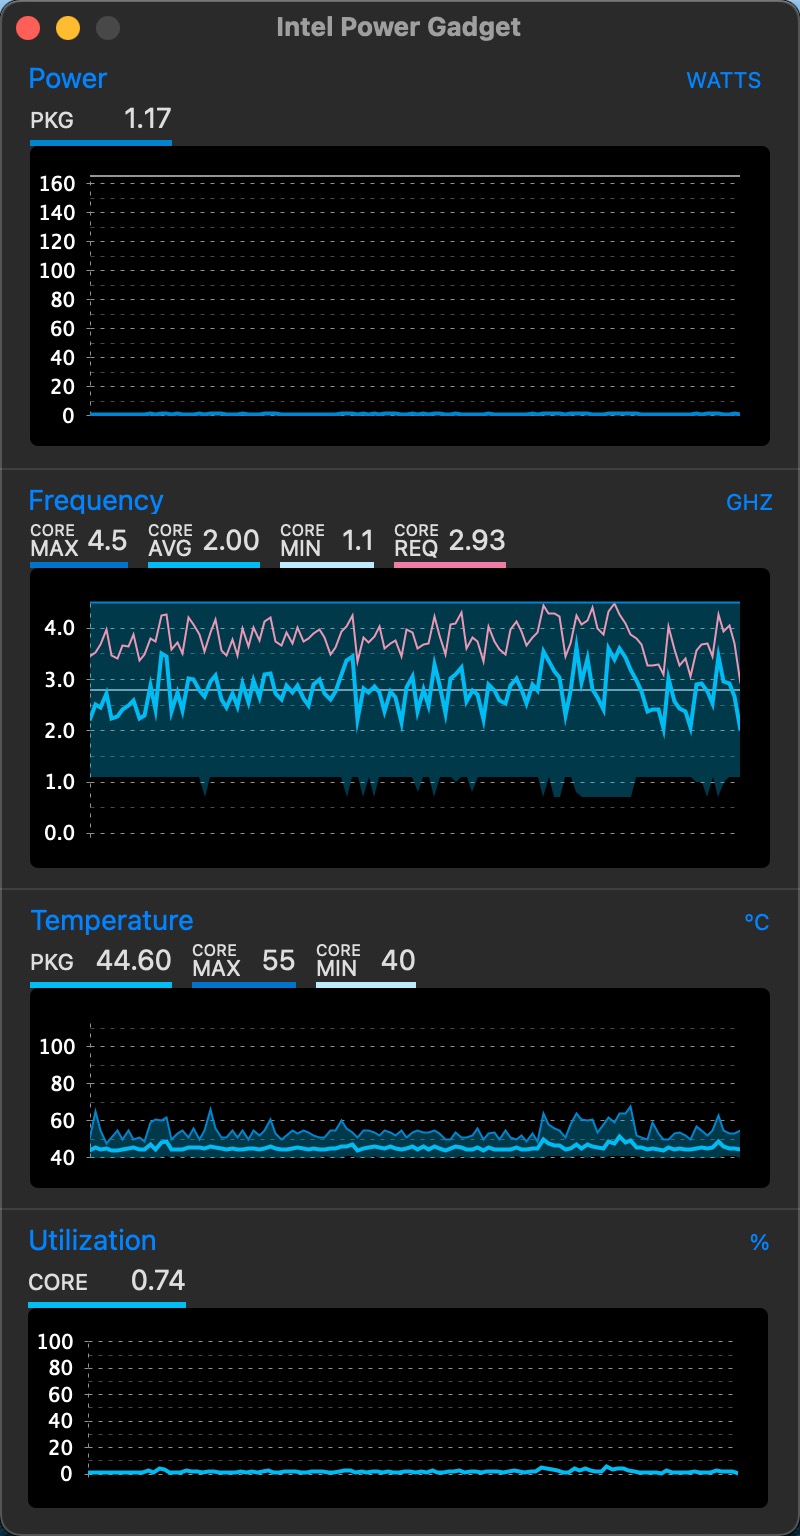 Intel Power Gadget
Power WATTS
PKG 1.17
160
140
120
100
80
60
40
20
0
Frequency GHZ
CORE MAX 4.5 CORE AVG 2.00 CORE MIN 1.1 CORE REQ 2.93
4.0
3.0
2.0
1.0
0.0
Temperature ºC
PKG 44.60 CORE MAX 55 CORE MIN 40
100
80
60
40
Utilization %
CORE 0.74
100
80
60
40
20
0